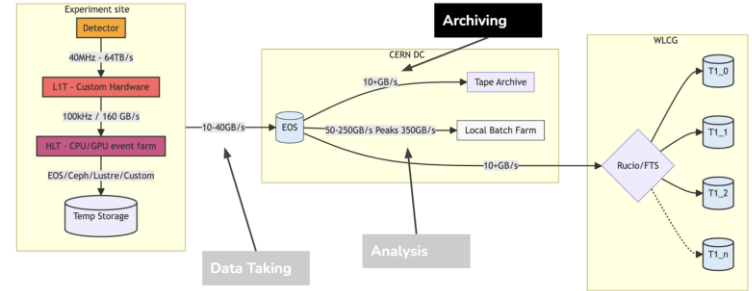 Archiving
Experiment site
Detector
40MHz - 64TB/s
L1T - Custom Hardware
100kHz / 160 GB/s
HLT - CPU/GPU event farm
EOS/Ceph/Lustre/Custom
Temp Storage
10-40GB/s
Data Taking
CERN DC
EOS
10+GB/s
Tape Archive
50-250GB/s Peaks 350GB/s
Local Batch Farm
10+GB/s
Analysis
WLCG
Rucio/FTS
T1_0
T1_1
T1_2
T1_n